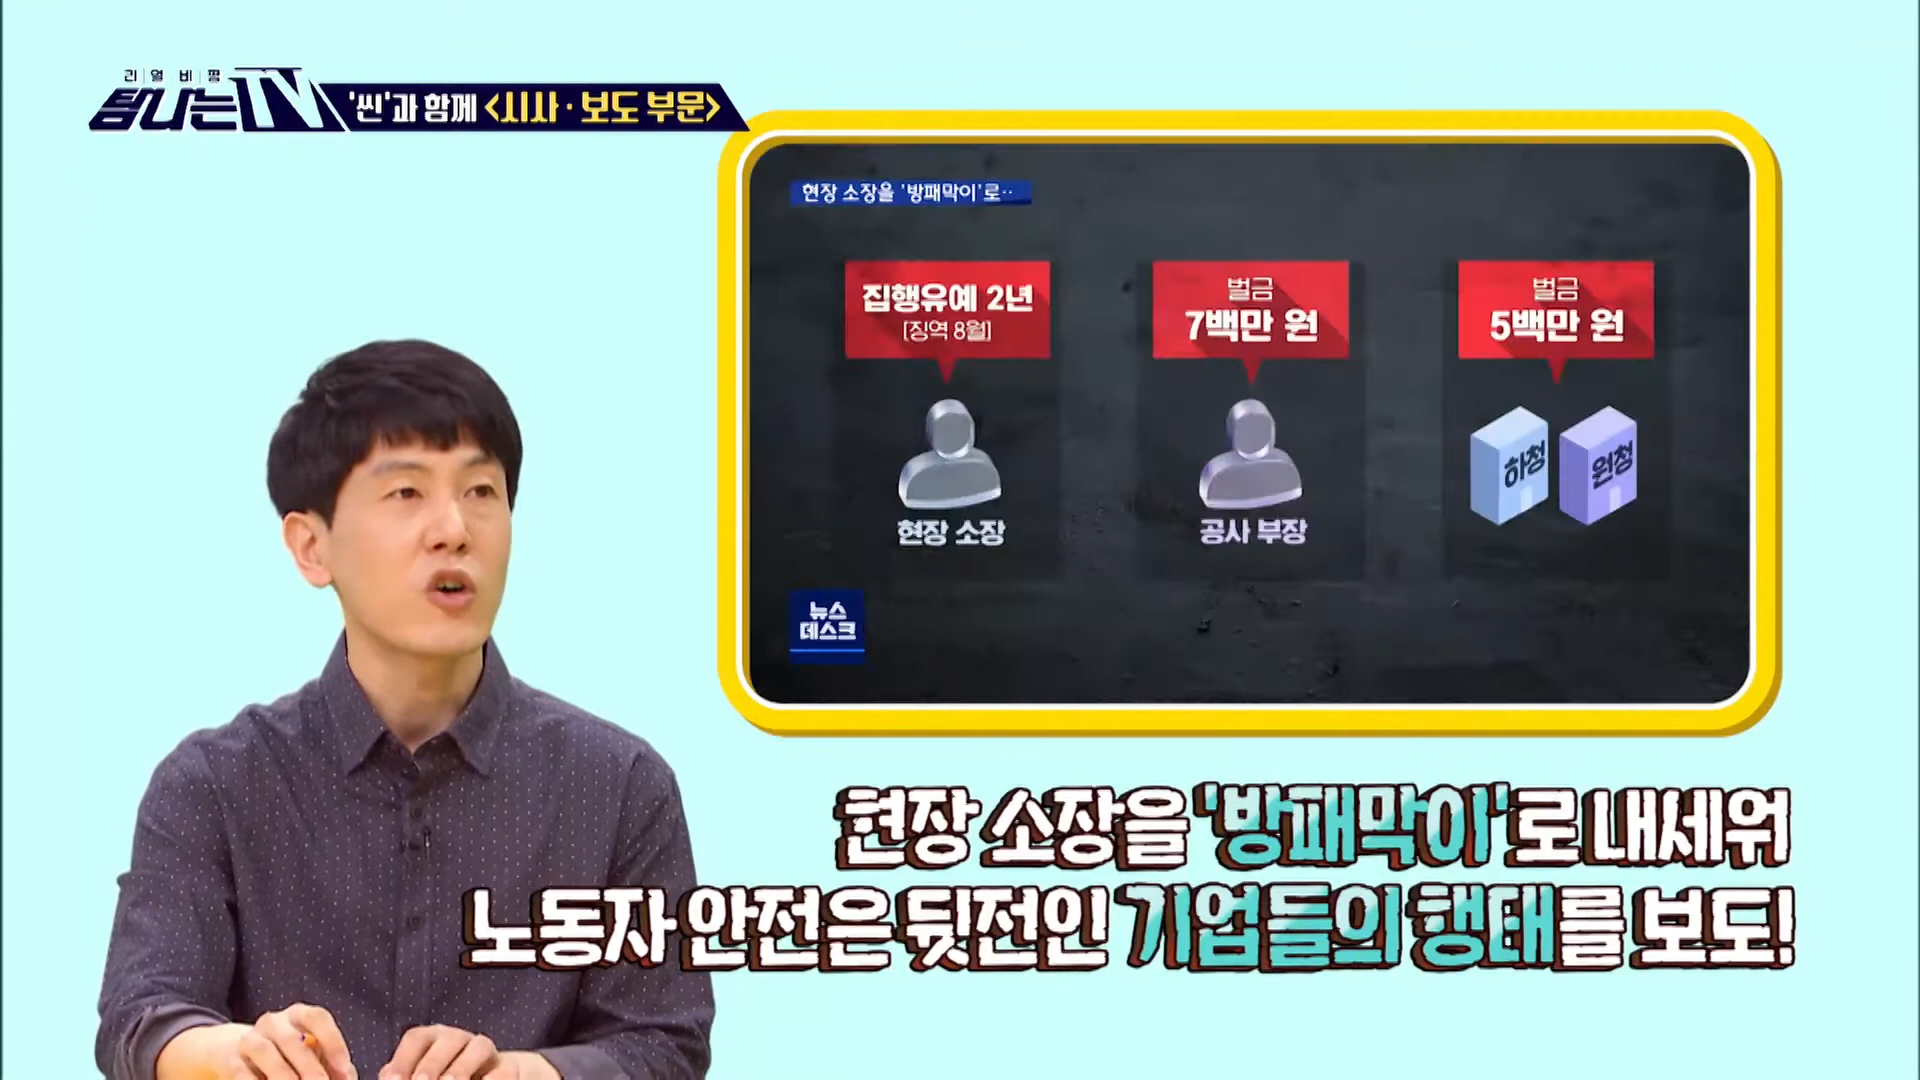 리얼비평
탐나는TV
'씬'과 함께 <시사·보도 부문>
현장 소장을 '방패막이'로··
집행유예 2년
[징역 8월]
벌금
7백만 원
벌금
5백만 원
하청
원청
현장 소장
공사 부장
뉴스
데스크
현장 소장을 '방패막이'로 내세워
노동자 안전은 뒷전인 기업들의 행태를 보도!